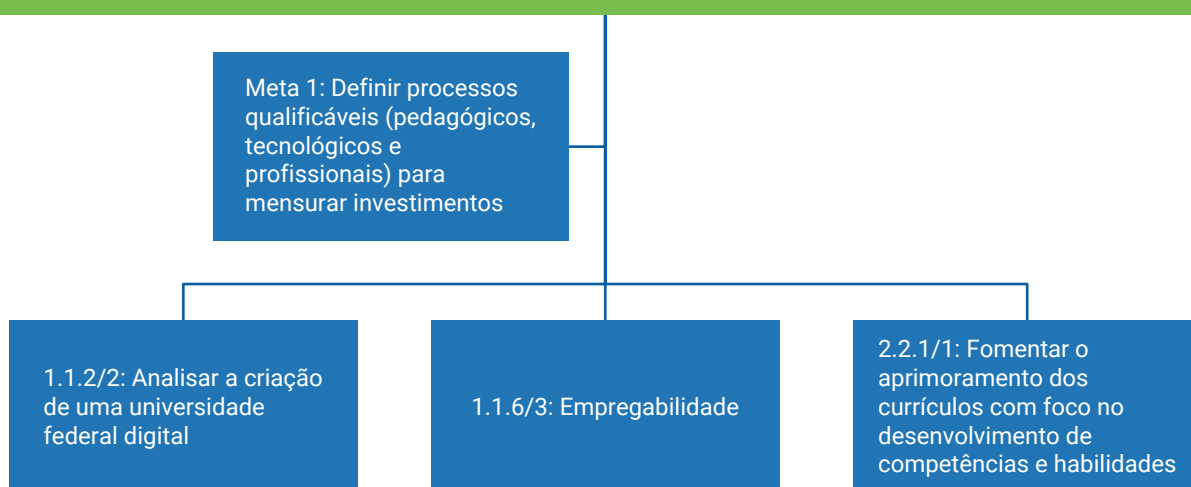 Meta 1: Definir processos
qualificáveis (pedagógicos,
tecnológicos e
profissionais) para
mensurar investimentos
1.1.2/2: Analisar a criação
de uma universidade
federal digital
1.1.6/3: Empregabilidade
2.2.1/1: Fomentar o
aprimoramento dos
currículos com foco no
desenvolvimento de
competências e habilidades